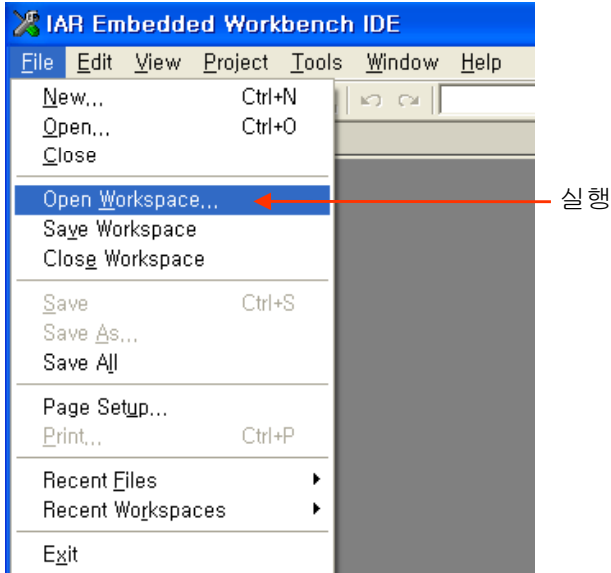 IAR Embedded Workbench IDE
File Edit View Project Tools Window Help
New... Ctrl+N
Open... Ctrl+O
Close
Open Workspace... 실행
Save Workspace
Close Workspace
Save Ctrl+S
Save As...
Save All
Page Setup...
Print... Ctrl+P
Recent Files
Recent Workspaces
Exit